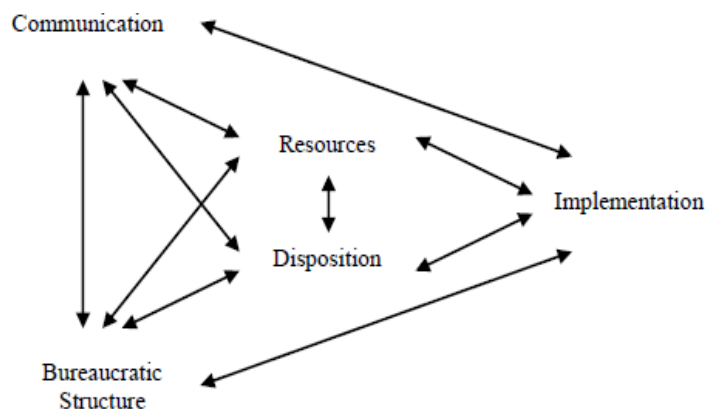 Communication
Resources
Implementation
Disposition
Bureaucratic
Structure